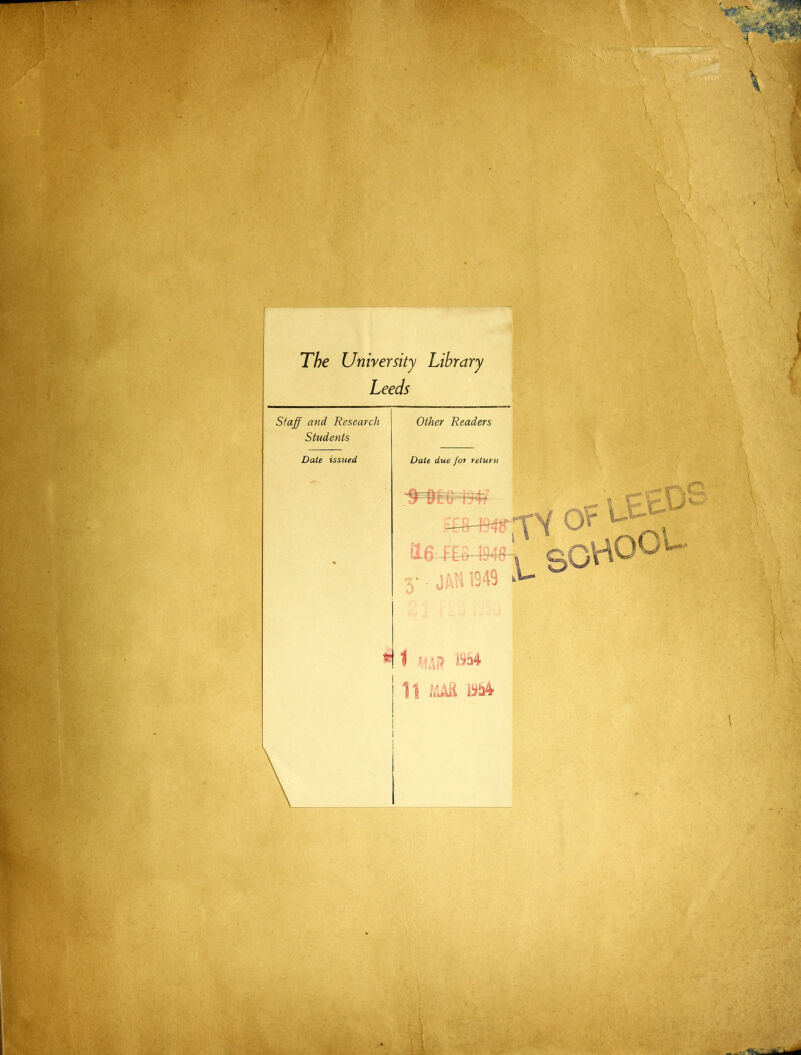 The University Library
Leeds
Staff and Research
Students
Other Readers
Date issued
Date due for return
9 DEC 1947
FEB 1948
16 FEB 1948
3 - JAN 1949
21 FEB
1 MAR 1954
11 MAR 1954
TY OF LEEDS
L SCHOOL.